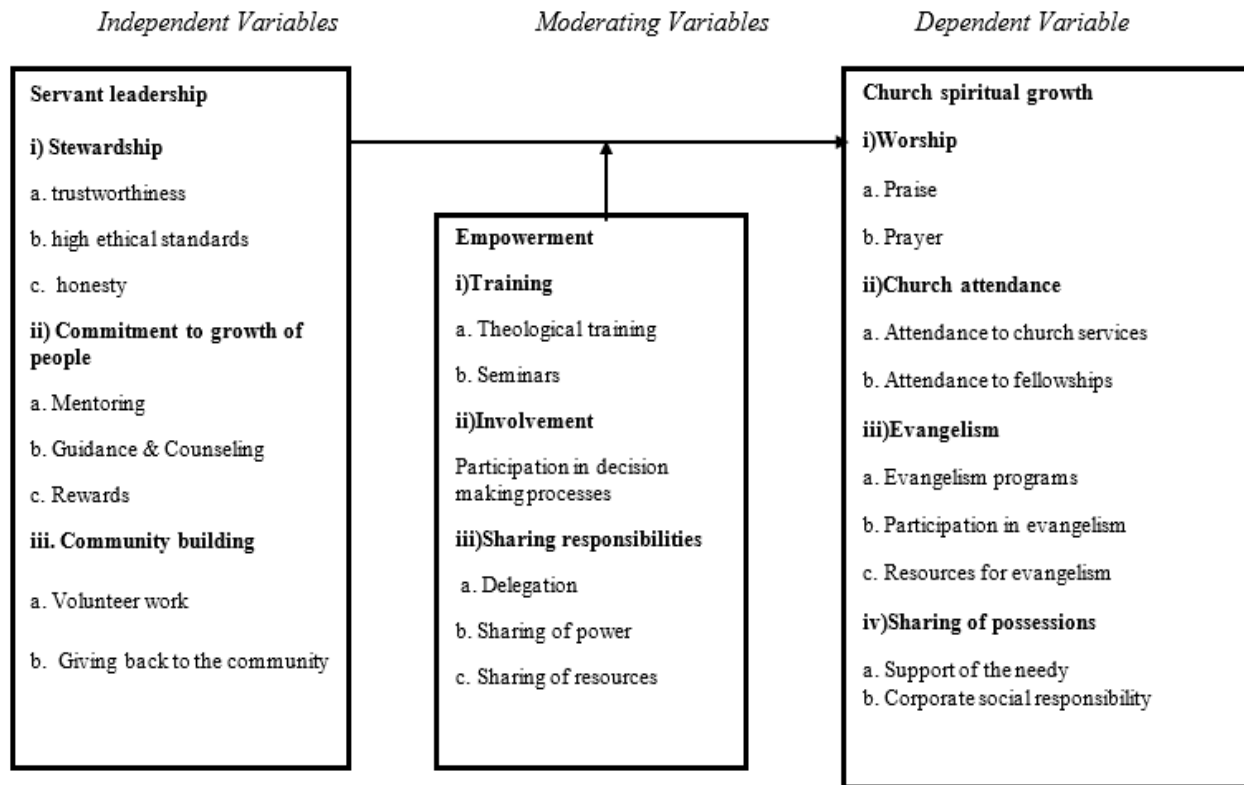 Independent Variables
Moderating Variables
Dependent Variable
Servant leadership
i) Stewardship
a. trustworthiness
b. high ethical standards
c. honesty
ii) Commitment to growth of
people
a. Mentoring
b. Guidance & Counseling
c. Rewards
iii. Community building
a. Volunteer work
b. Giving back to the community
Empowerment
i)Training
a. Theological training
b. Seminars
ii)Involvement
Participation in decision
making processes
iii)Sharing responsibilities
a. Delegation
b. Sharing of power
c. Sharing of resources
Church spiritual growth
i)Worship
a. Praise
b. Prayer
ii)Church attendance
a. Attendance to church services
b. Attendance to fellowships
iii)Evangelism
a. Evangelism programs
b. Participation in evangelism
c. Resources for evangelism
iv)Sharing of possessions
a. Support of the needy
b. Corporate social responsibility